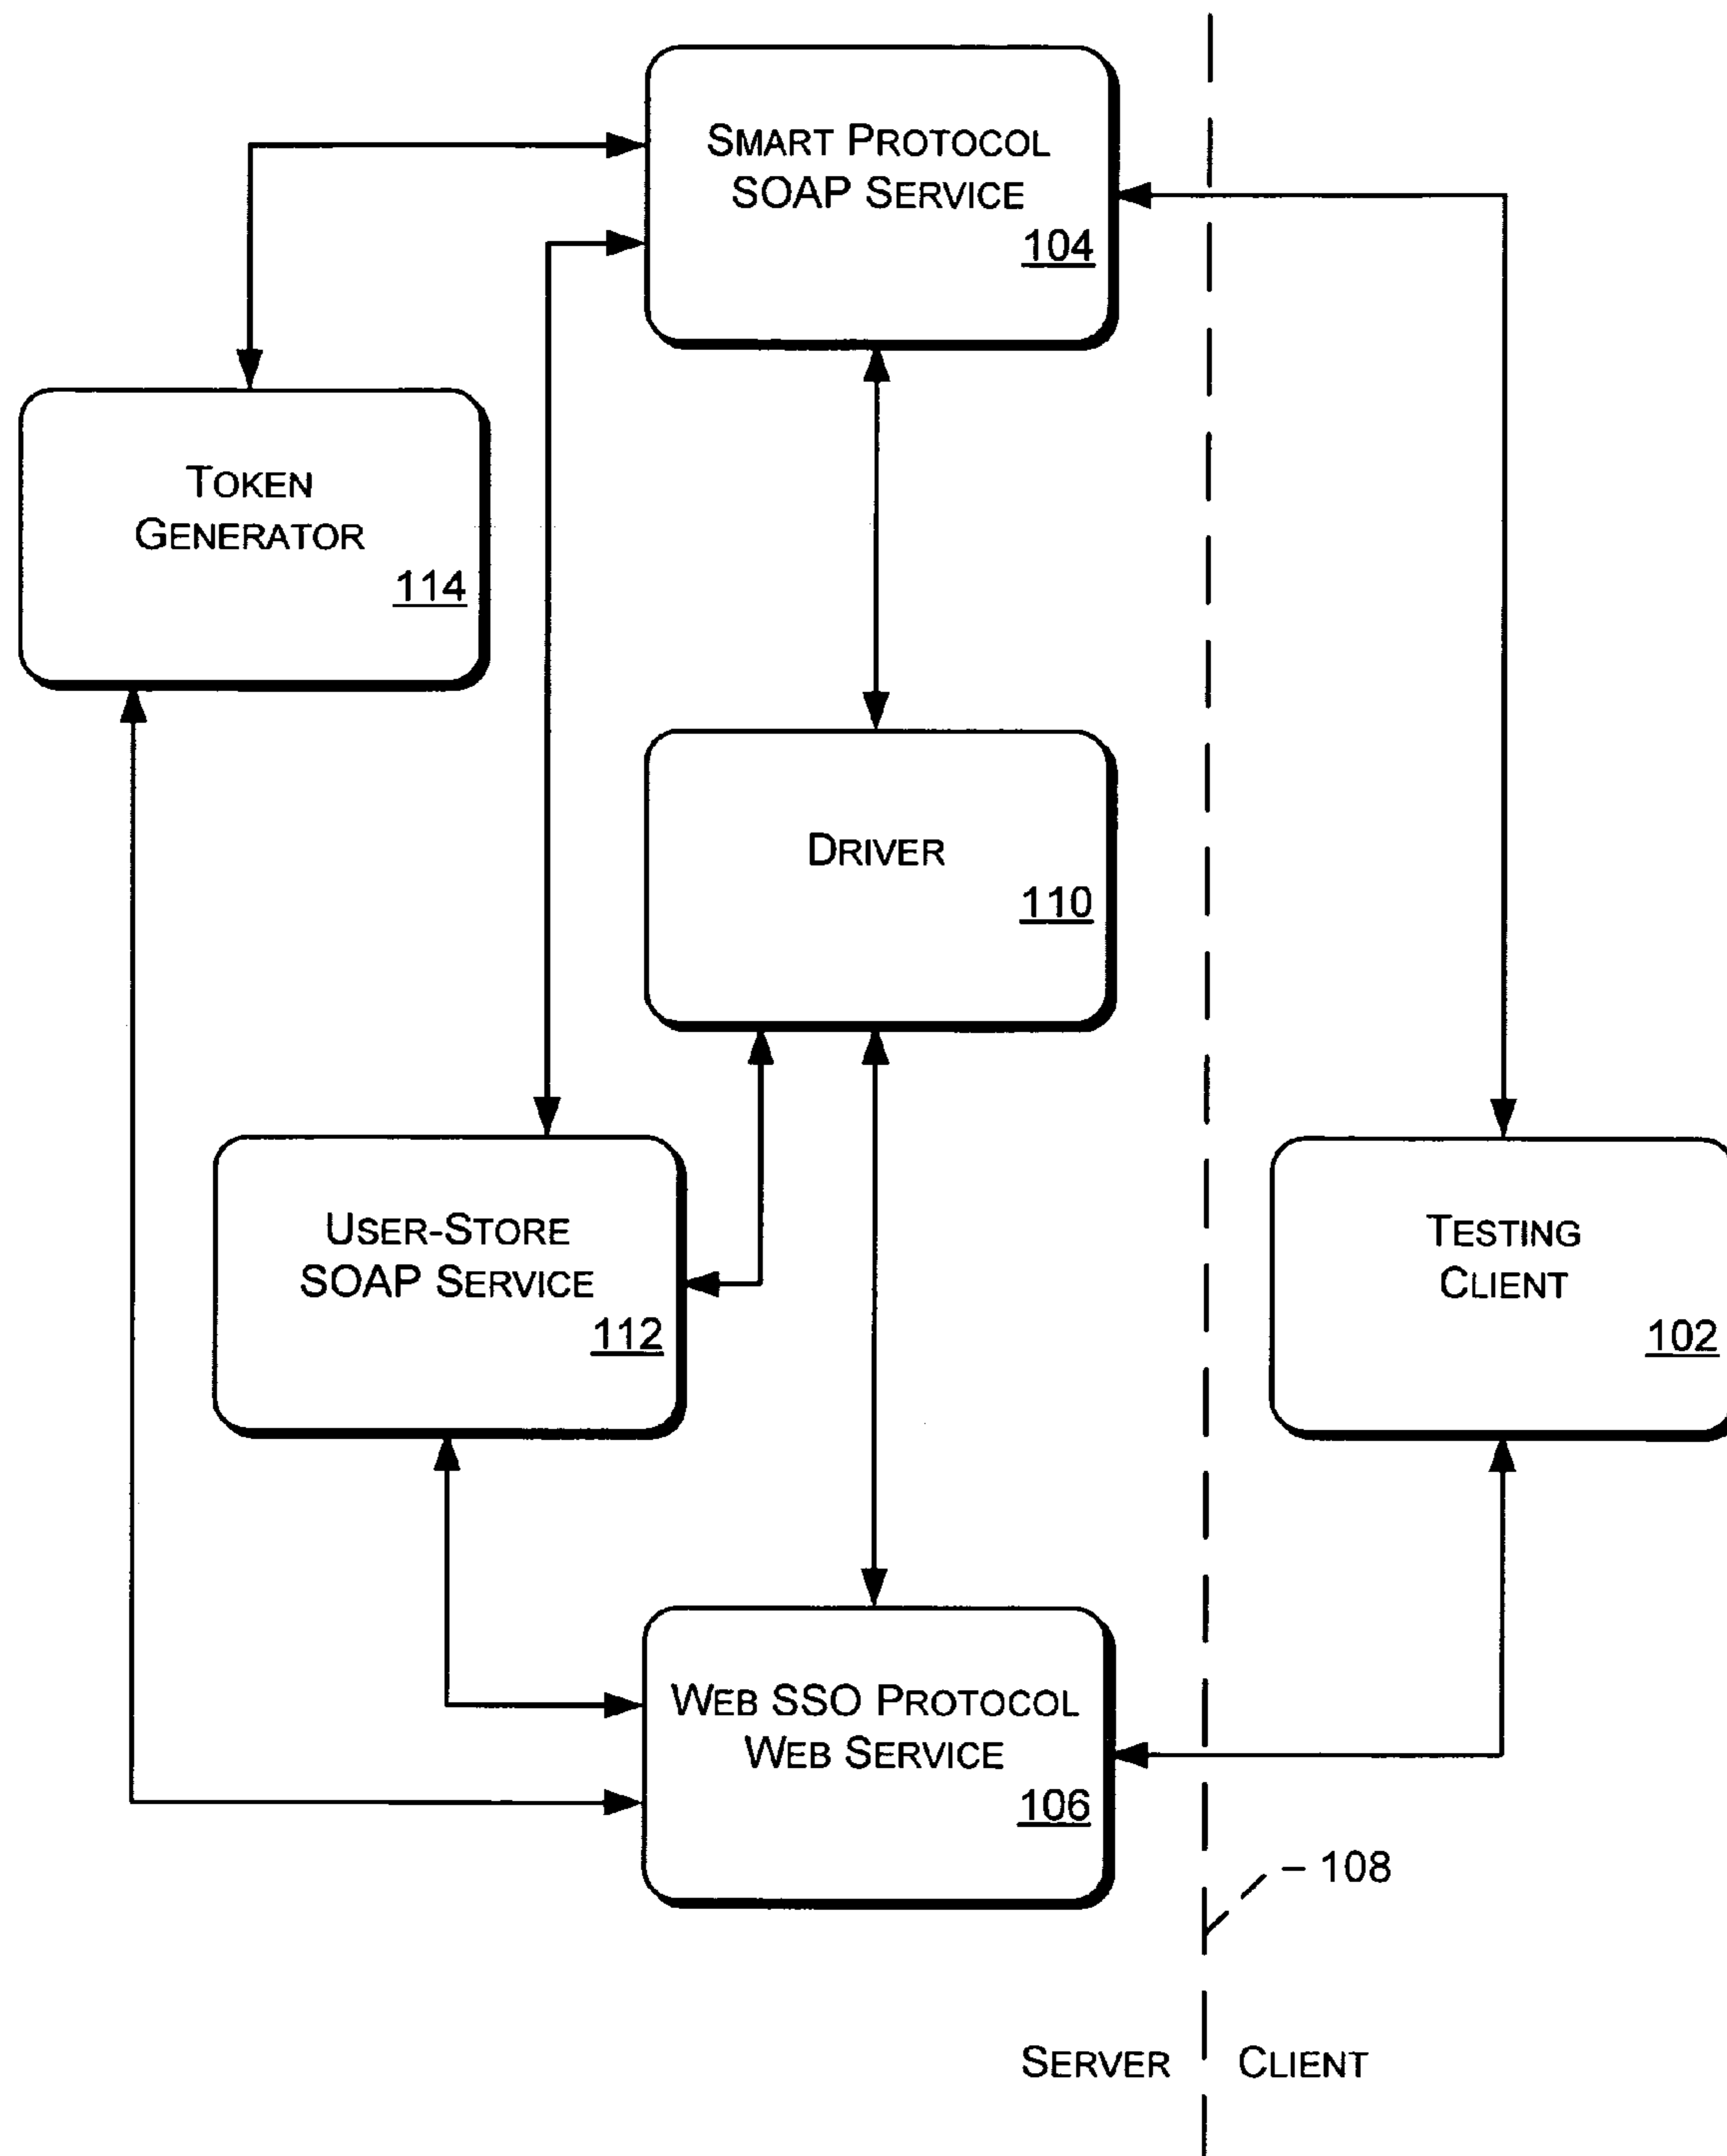 SMART PROTOCOL
SOAP SERVICE
104
TOKEN
GENERATOR
114
DRIVER
110
USER-STORE
SOAP SERVICE
112
TESTING
CLIENT
102
WEB SSO PROTOCOL
WEB SERVICE
106
108
SERVER
CLIENT